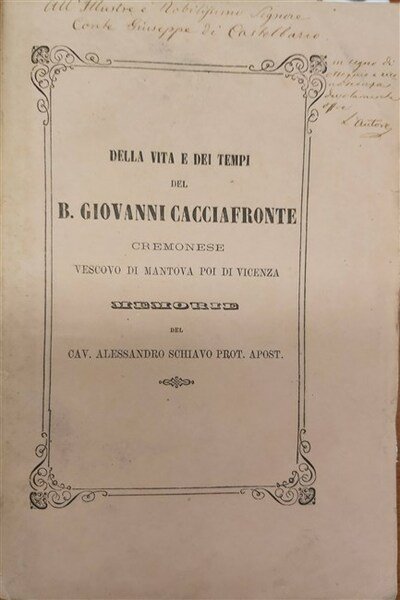 All' Illustre e Nobilissimo Signore
Conte Giuseppe di Castelbarco
in segno di
L'Autore
DELLA VITA E DEI TEMPI
DEL
B. GIOVANNI CACCIAFRONTE
CREMONESE
VESCOVO DI MANTOVA POI DI VICENZA
MEMORIE
DEL
CAV. ALESSANDRO SCHIAVO PROT. APOST.